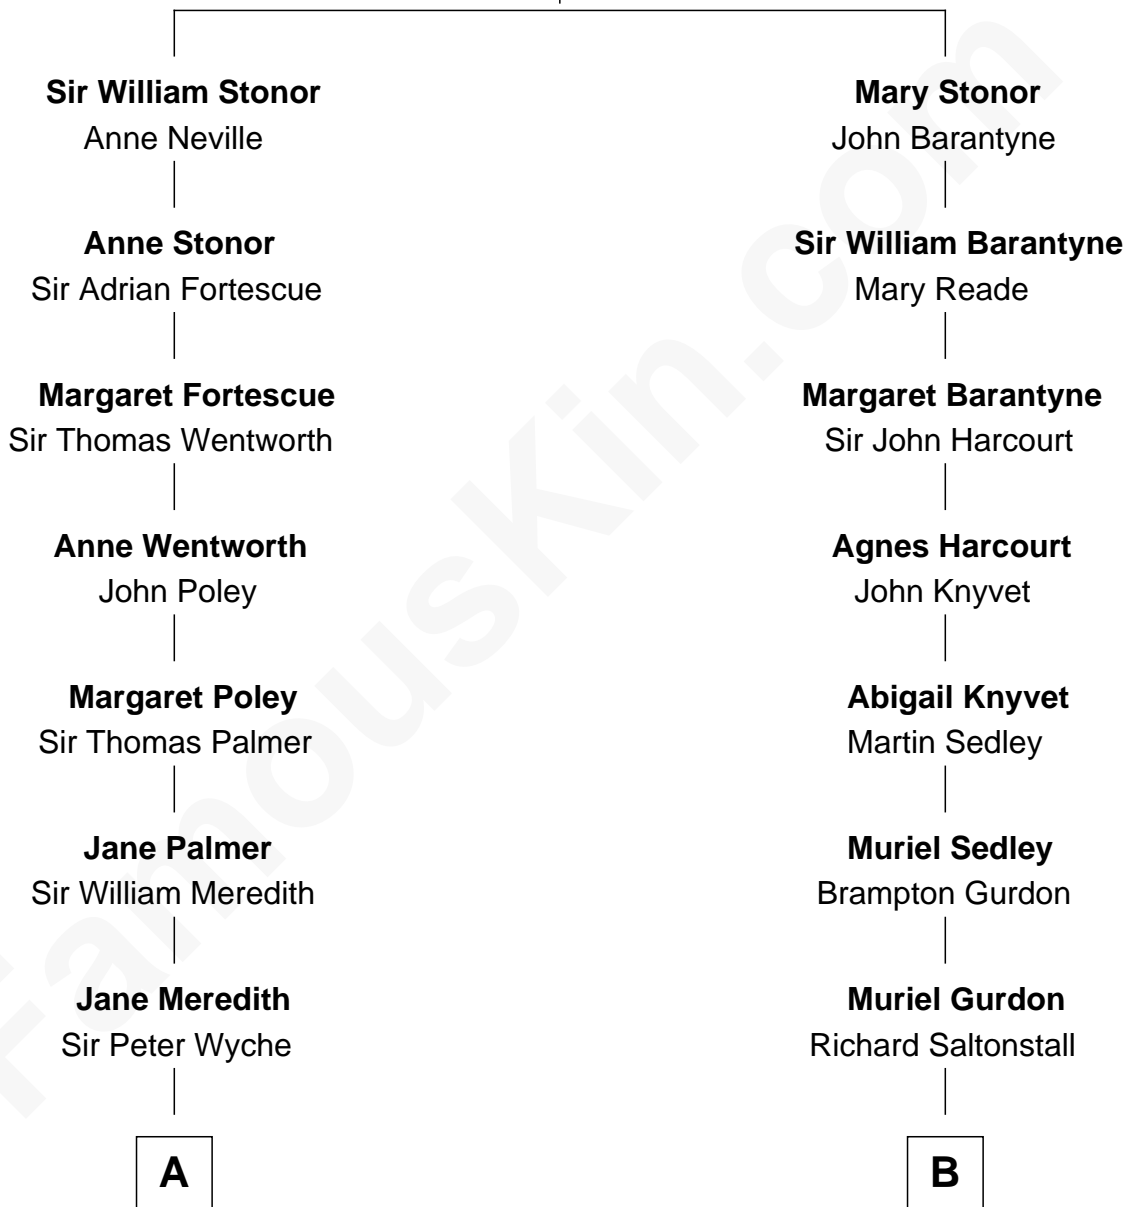 Sir William Stonor
Anne Neville
Anne Stonor
Sir Adrian Fortescue
Margaret Fortescue
Sir Thomas Wentworth
Anne Wentworth
John Poley
Margaret Poley
Sir Thomas Palmer
Jane Palmer
Sir William Meredith
Jane Meredith
Sir Peter Wyche
A
Mary Stonor
John Barantyne
Sir William Barantyne
Mary Reade
Margaret Barantyne
Sir John Harcourt
Agnes Harcourt
John Knyvet
Abigail Knyvet
Martin Sedley
Muriel Sedley
Brampton Gurdon
Muriel Gurdon
Richard Saltonstall
B
FamousKin.com